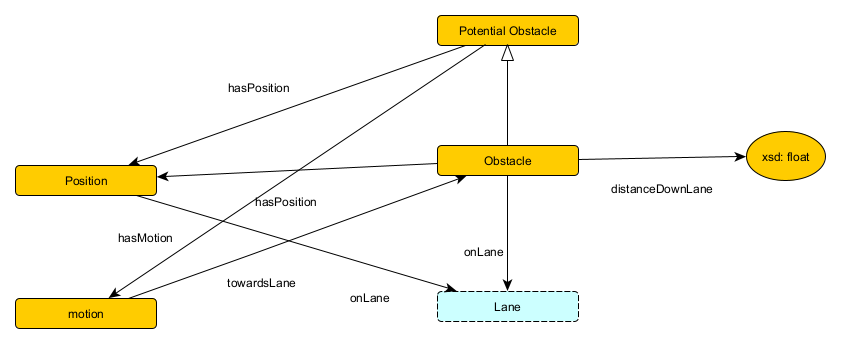 Potential Obstacle
hasPosition
Obstacle
xsd: float
Position
distanceDownLane
hasPosition
hasMotion
onLane
towardsLane
onLane
Lane
motion